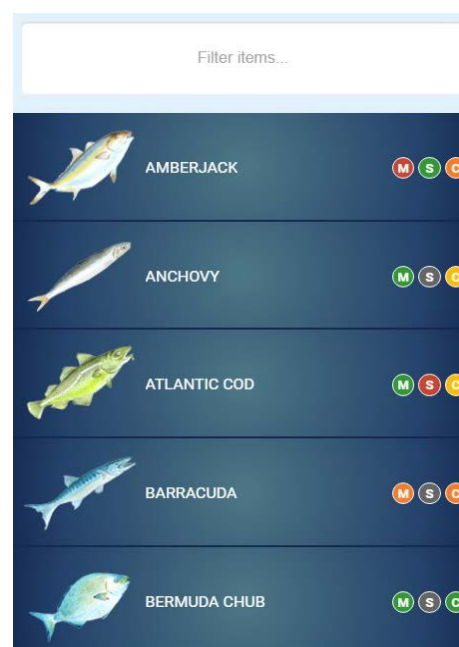 Filter items...
AMBERJACK M S C
ANCHOVY M S C
ATLANTIC COD M S C
BARRACUDA M S C
BERMUDA CHUB M S C